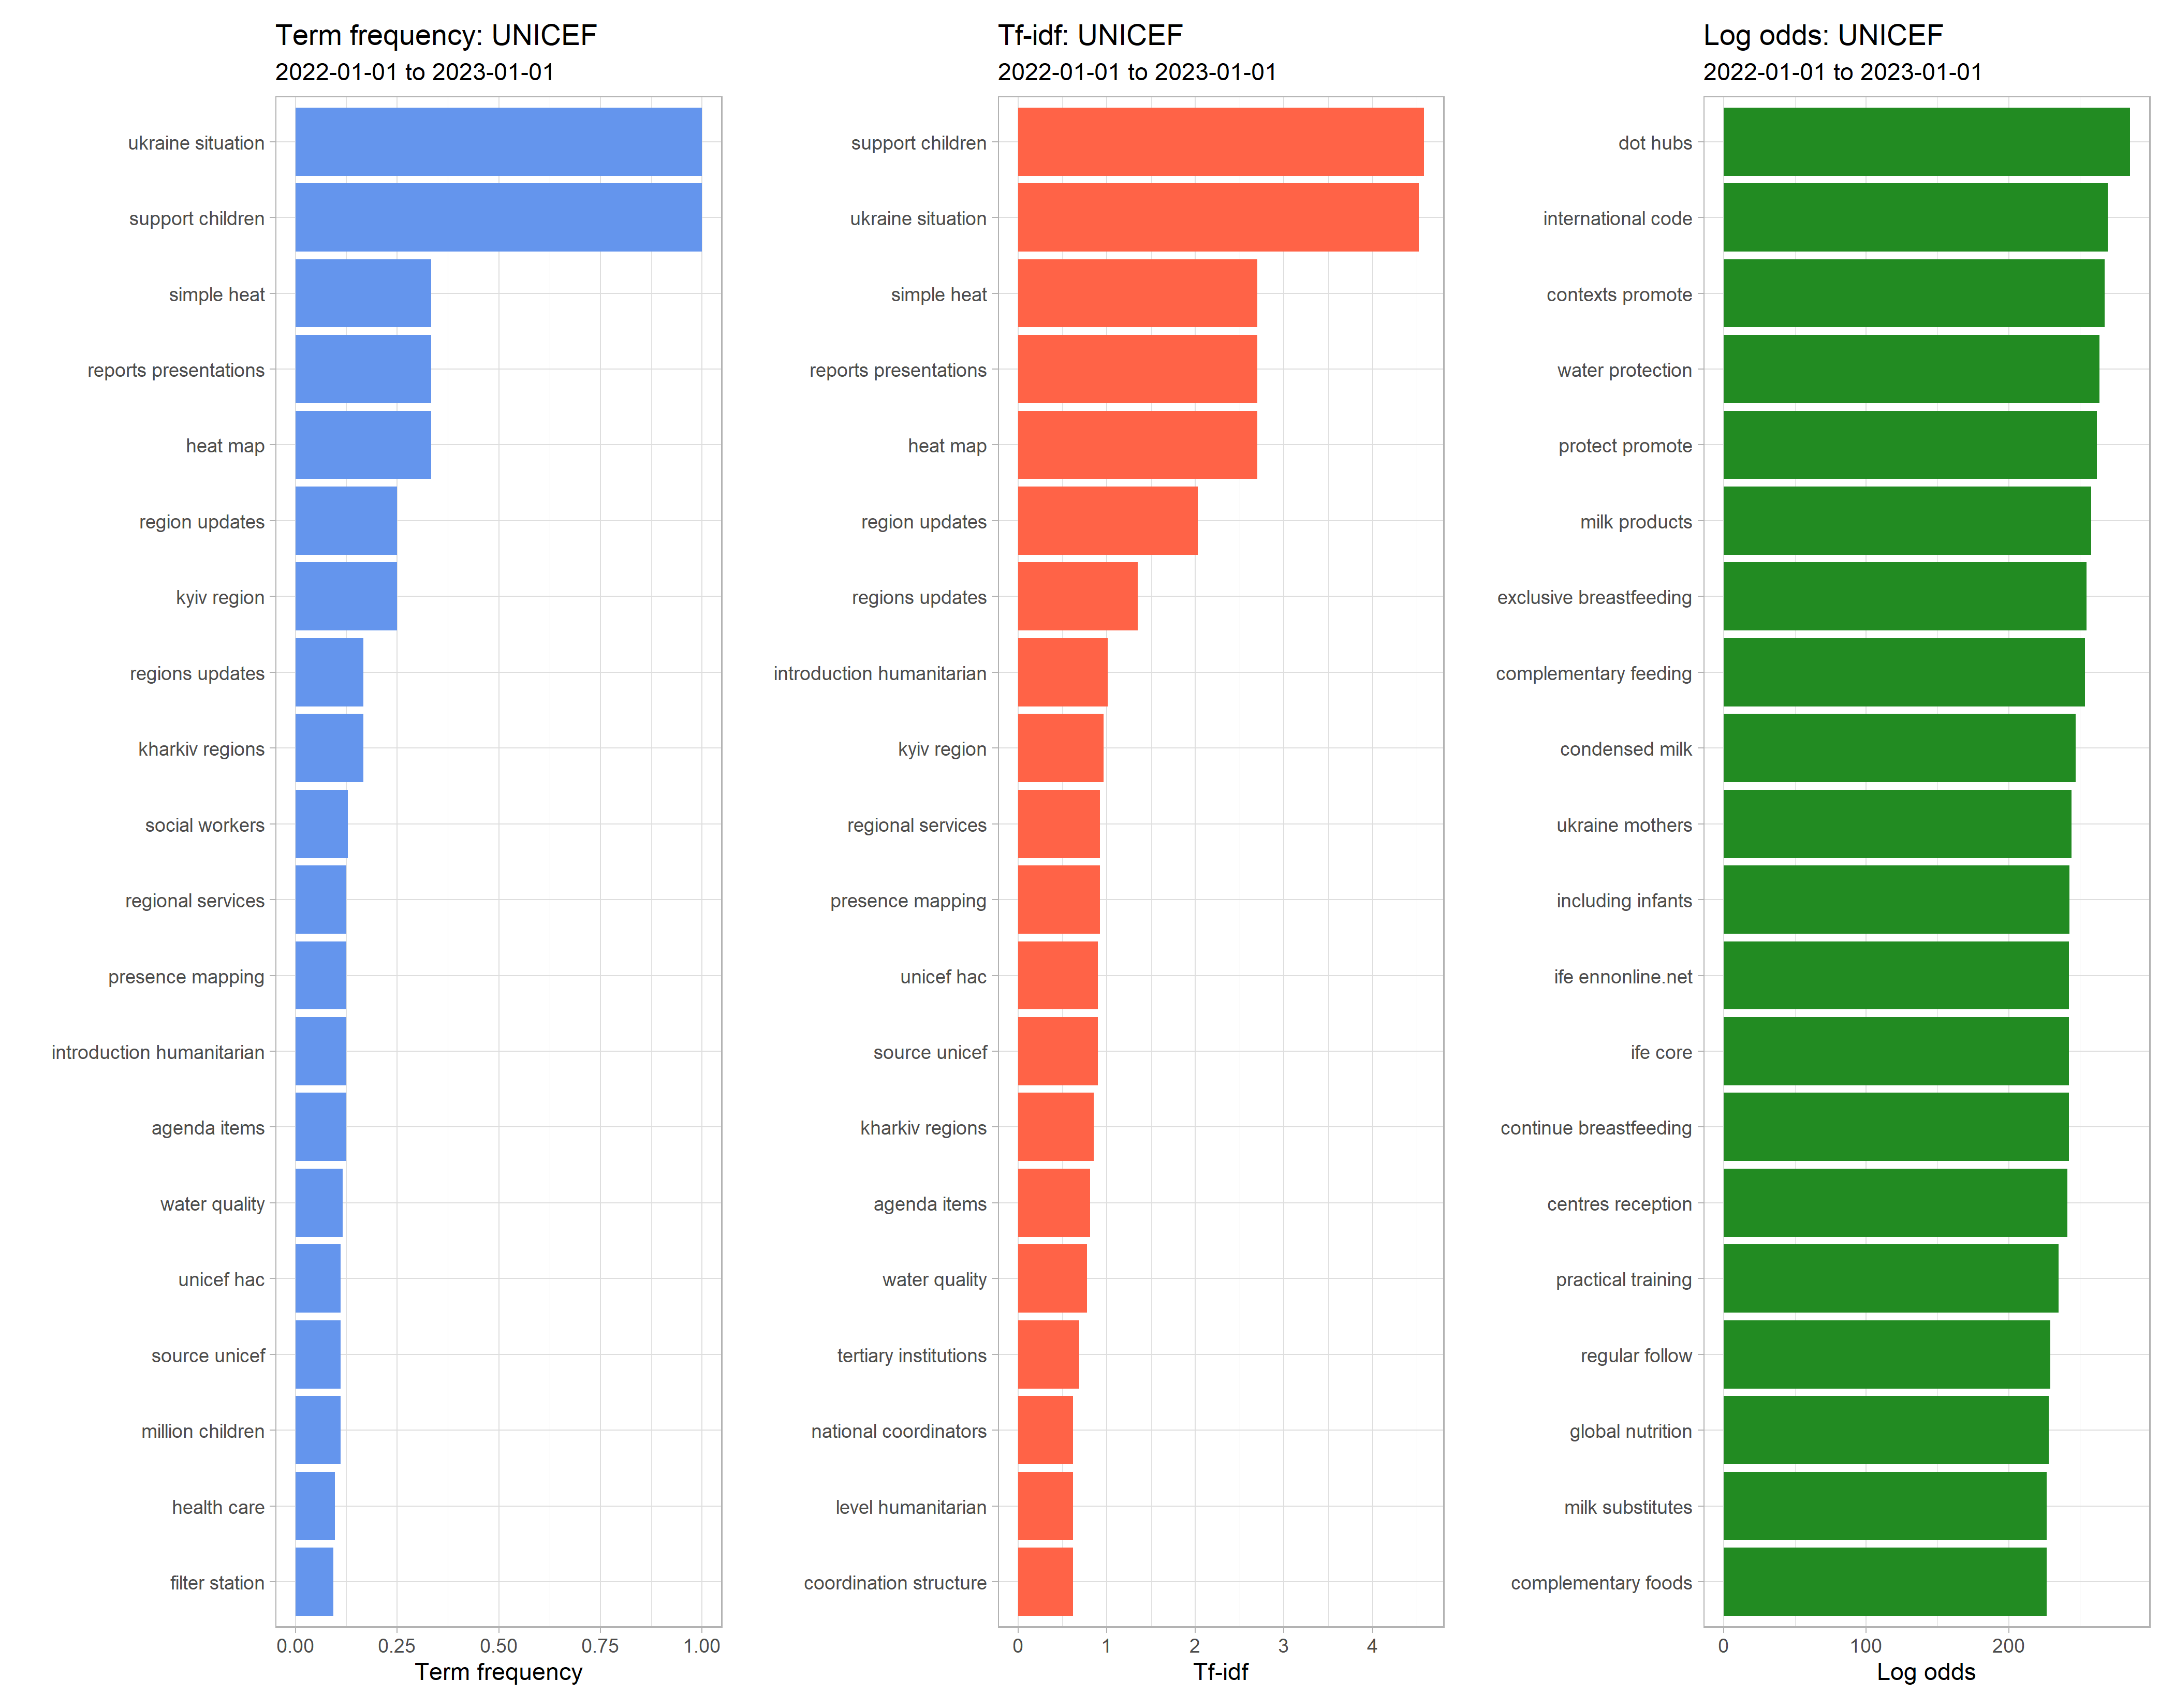 Term frequency: UNICEF
2022-01-01 to 2023-01-01
ukraine situation
support children
simple heat
reports presentations
heat map
region updates
kyiv region
regions updates
kharkiv regions
social workers
regional services
presence mapping
introduction humanitarian
agenda items
water quality
unicef hac
source unicef
million children
health care
filter station
0.00 0.25 0.50 0.75 1.00
Term frequency
Tf-idf: UNICEF
2022-01-01 to 2023-01-01
support children
ukraine situation
simple heat
reports presentations
heat map
region updates
regions updates
introduction humanitarian
kyiv region
regional services
presence mapping
unicef hac
source unicef
kharkiv regions
agenda items
water quality
tertiary institutions
national coordinators
level humanitarian
coordination structure
0 1 2 3 4
Tf-idf
Log odds: UNICEF
2022-01-01 to 2023-01-01
dot hubs
international code
contexts promote
water protection
protect promote
milk products
exclusive breastfeeding
complementary feeding
condensed milk
ukraine mothers
including infants
ife ennonline.net
ife core
continue breastfeeding
centres reception
practical training
regular follow
global nutrition
milk substitutes
complementary foods
0 100 200
Log odds